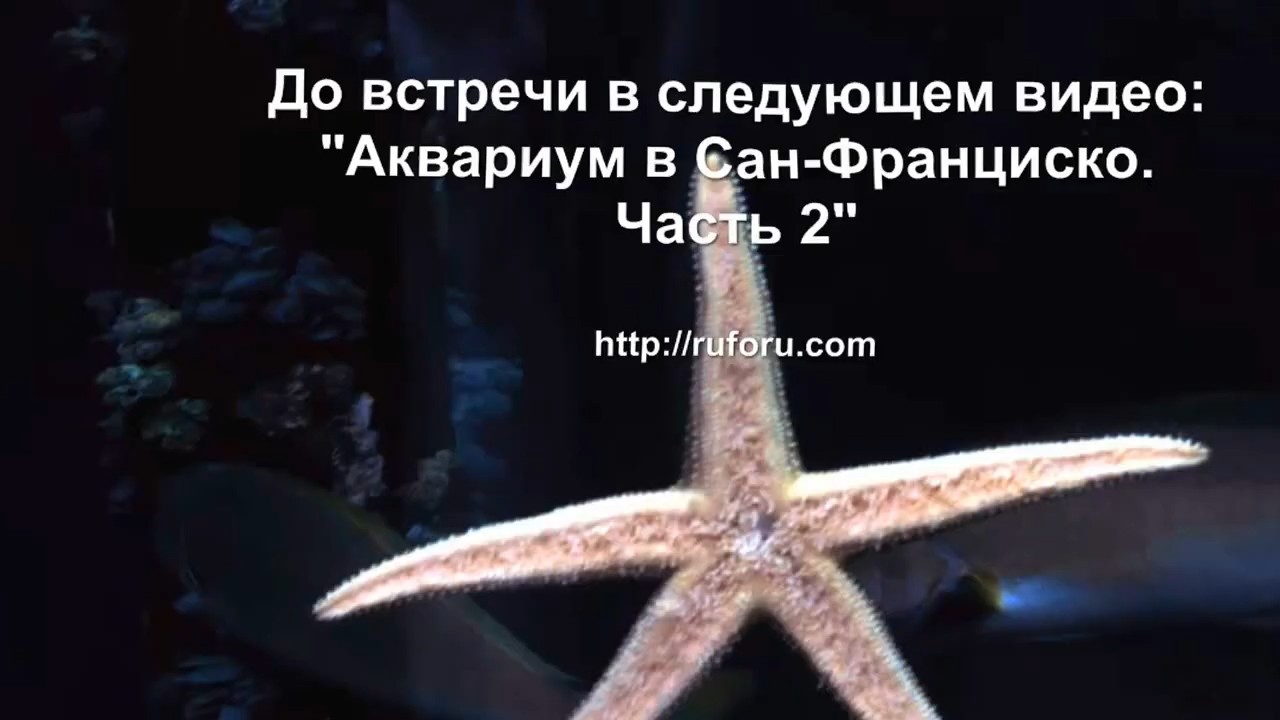 До встречи в следующем видео:
"Аквариум в Сан-Франциско.
Часть 2"
http://ruforu.com